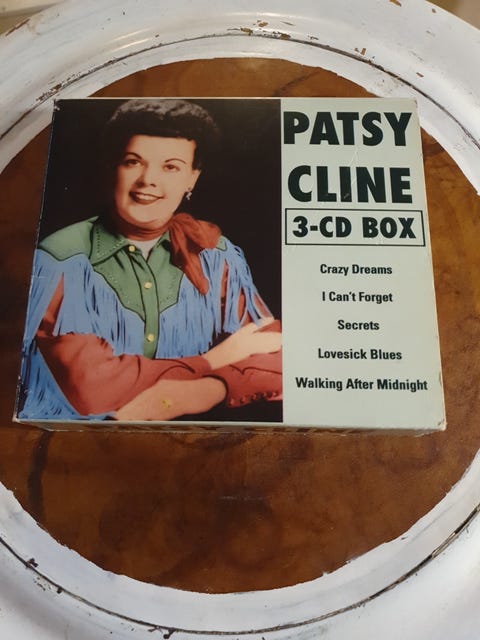 PATSY
CLINE
3-CD BOX
Crazy Dreams
I Can't Forget
Secrets
Lovesick Blues
Walking After Midnight